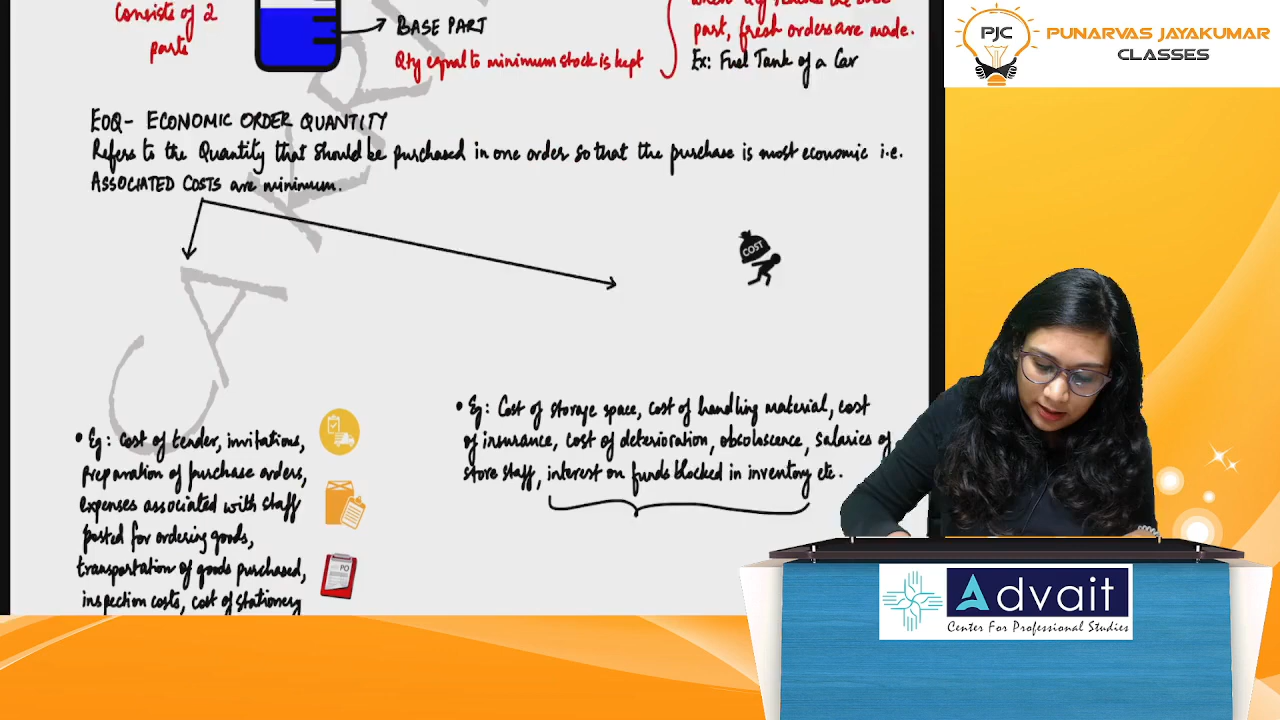 Consists of 2
parts
BASE PART
Qty equal to minimum stock is kept
part, fresh orders are made.
Ex: Fuel Tank of a Car
PJC
PUNARVAS JAYAKUMAR
CLASSES
EOQ- ECONOMIC ORDER QUANTITY
Refers to the Quantity that should be purchased in one order so that the purchase is most economic i.e.
ASSOCIATED COSTS are minimum.
COST
CA
• Eg: Cost of tender, invitations,
preparation of purchase orders,
expenses associated with staff
posted for ordering goods,
transportation of goods purchased,
inspection costs, cost of stationery
PO
• Eg: Cost of storage space, cost of handling material, cost
of insurance, cost of deterioration, obsolescence, salaries of
store staff, interest on funds blocked in inventory etc.
Advait
Center For Professional Studies